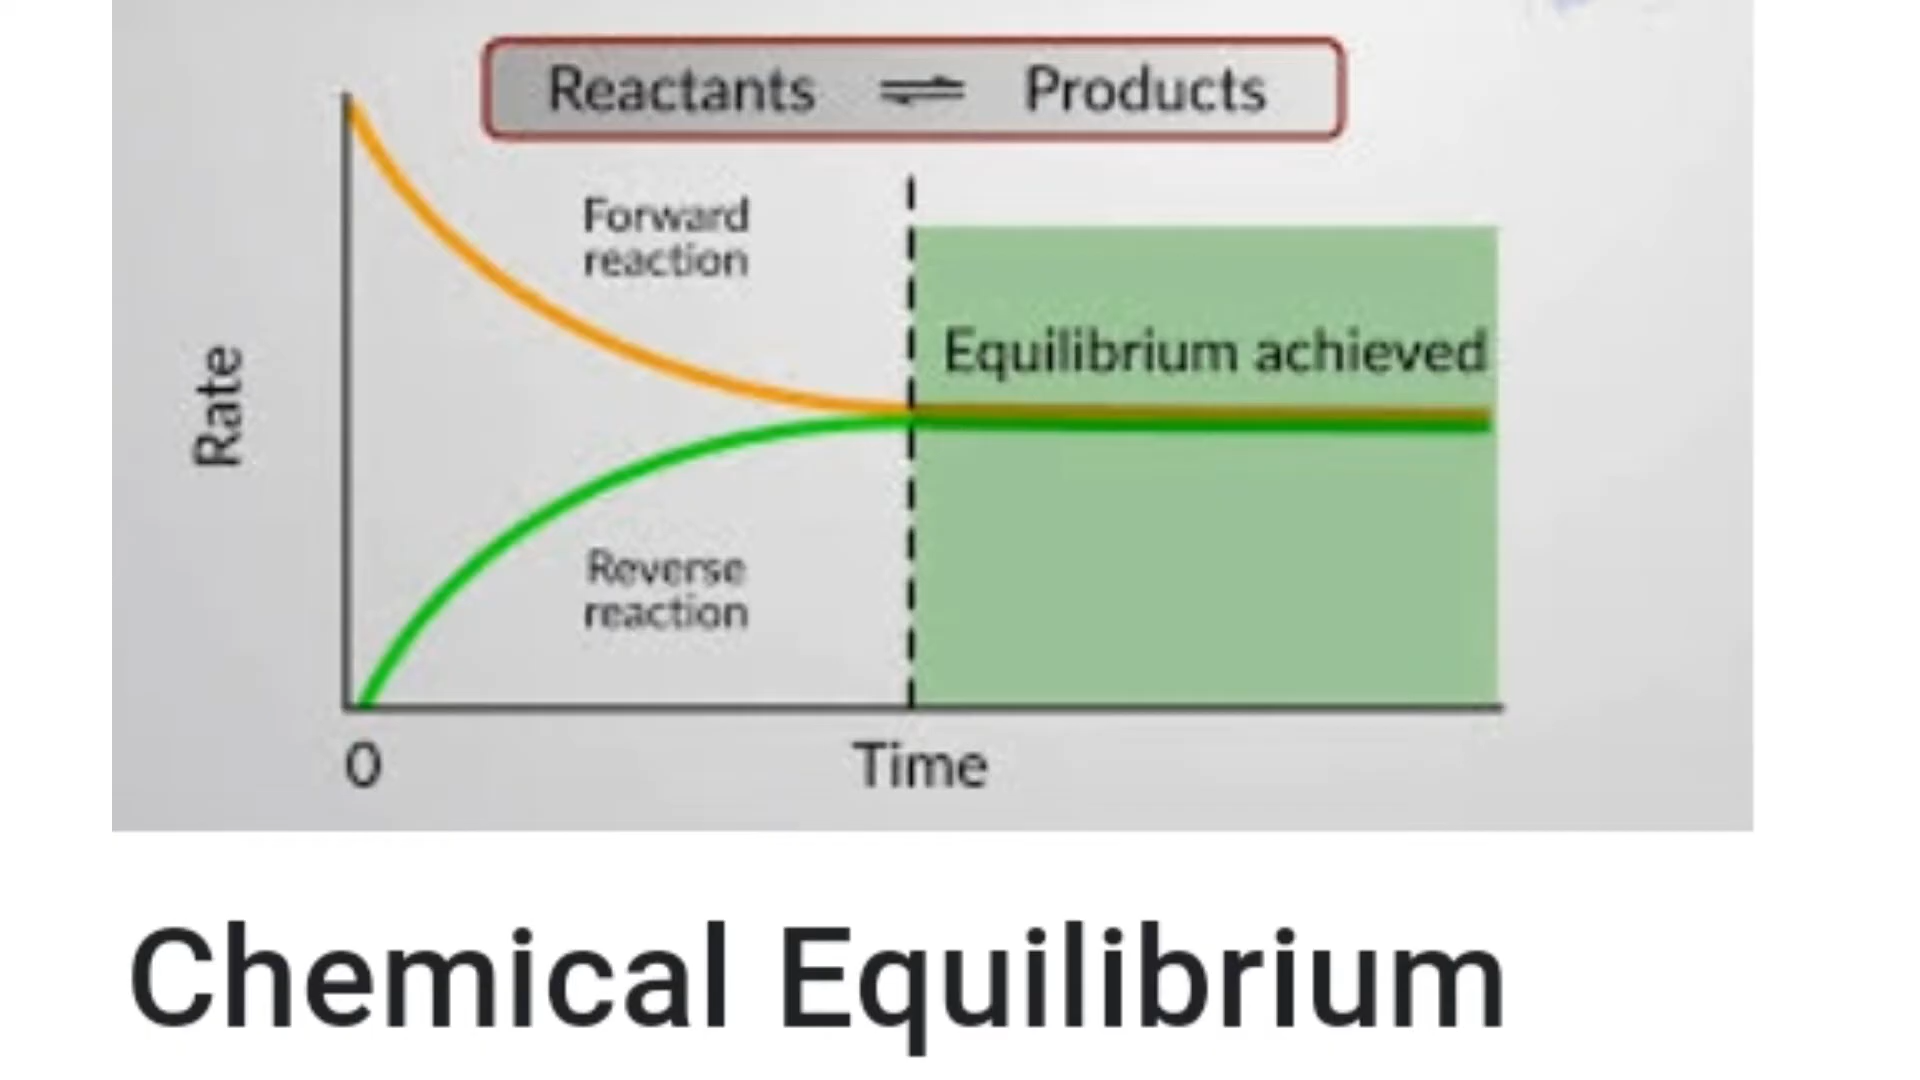 Reactants ⇌ Products
Forward
reaction
Equilibrium achieved
Rate
Reverse
reaction
0
Time
Chemical Equilibrium